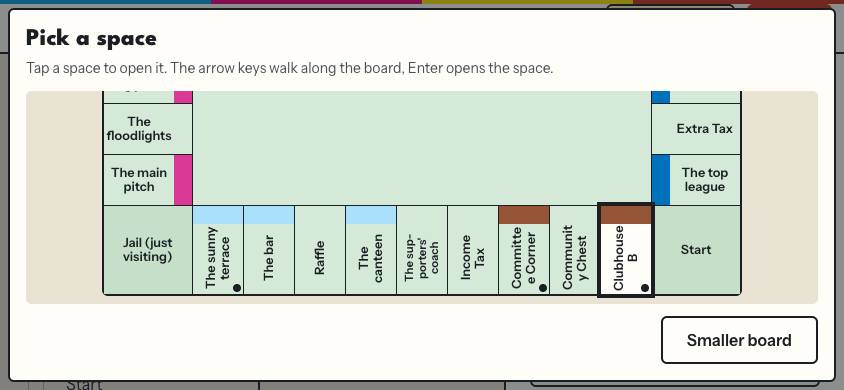 Pick a space
Tap a space to open it. The arrow keys walk along the board, Enter opens the space.
The
floodlights
Extra Tax
The main
pitch
The top
league
Jail (just
visiting)
The sunny
terrace
The bar
Raffle
The
canteen
The sup-
porters'
coach
Income
Tax
Committe
e Corner
Communit
y Chest
Clubhouse
B
Start
Smaller board
Start